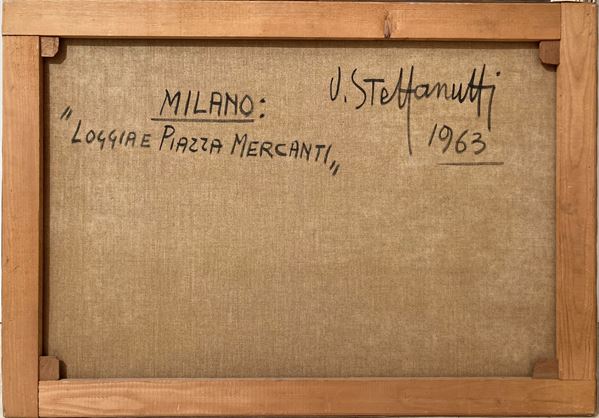 MILANO:
"LOGGIA E PIAZZA MERCANTI"
U. Steffanutti
1963